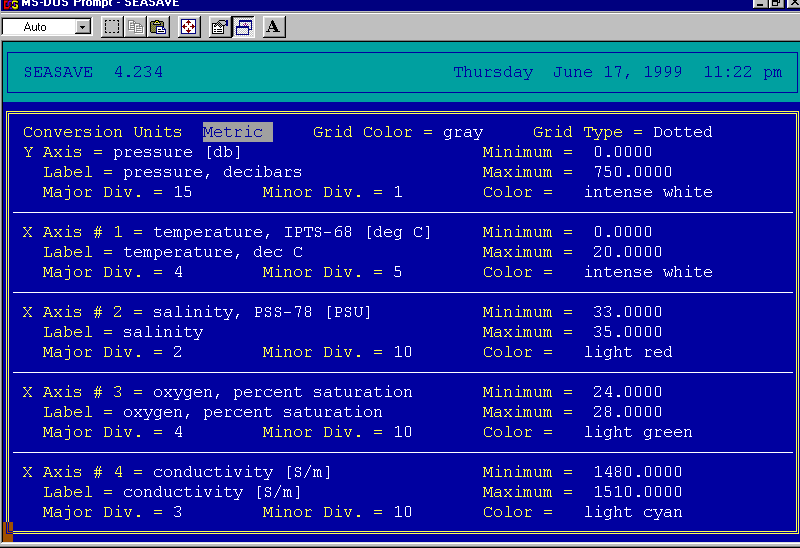 MS-DOS Prompt - SEASAVE
Auto
A
SEASAVE 4.234 Thursday June 17, 1999 11:22 pm
Conversion Units Metric Grid Color = gray Grid Type = Dotted
Y Axis = pressure [db] Minimum = 0.0000
Label = pressure, decibars Maximum = 750.0000
Major Div. = 15 Minor Div. = 1 Color = intense white
X Axis # 1 = temperature, IPTS-68 [deg C] Minimum = 0.0000
Label = temperature, dec C Maximum = 20.0000
Major Div. = 4 Minor Div. = 5 Color = intense white
X Axis # 2 = salinity, PSS-78 [PSU] Minimum = 33.0000
Label = salinity Maximum = 35.0000
Major Div. = 2 Minor Div. = 10 Color = light red
X Axis # 3 = oxygen, percent saturation Minimum = 24.0000
Label = oxygen, percent saturation Maximum = 28.0000
Major Div. = 4 Minor Div. = 10 Color = light green
X Axis # 4 = conductivity [S/m] Minimum = 1480.0000
Label = conductivity [S/m] Maximum = 1510.0000
Major Div. = 3 Minor Div. = 10 Color = light cyan